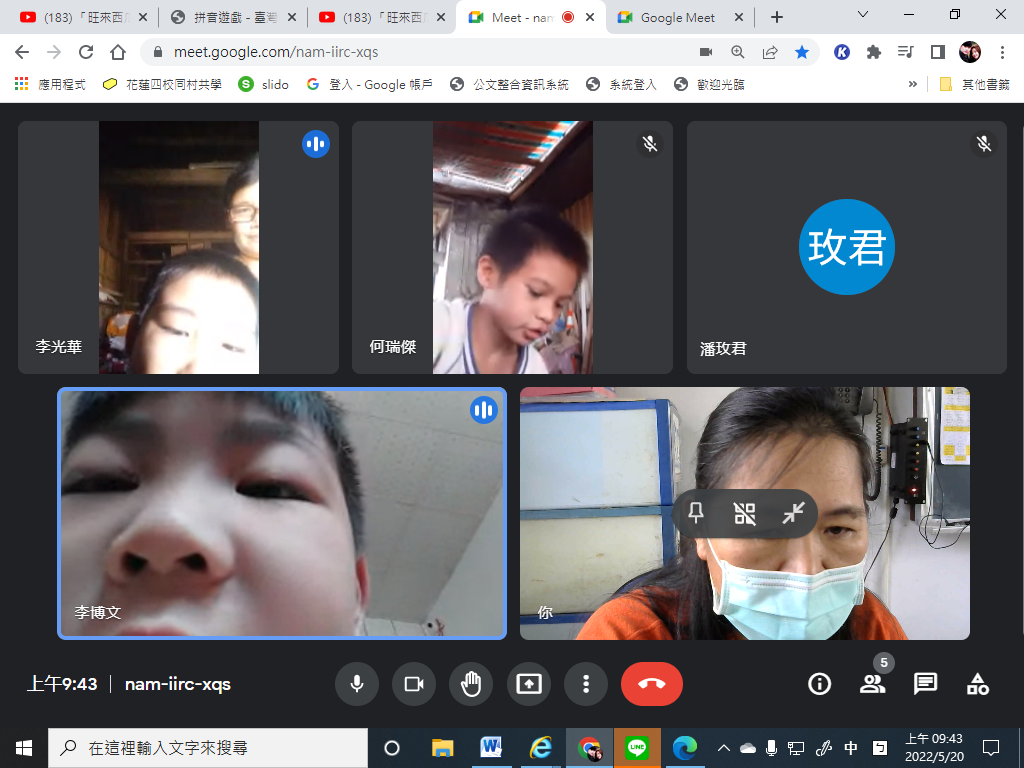 (183)「旺來西瓜
拼音遊戲 - 臺灣
(183)「旺來西瓜
Meet - nam
Google Meet
meet.google.com/nam-iirc-xqs
應用程式
花蓮四校同村共學
slido
登入 - Google 帳戶
公文整合資訊系統
系統登入
歡迎光臨
»
其他書籤
玫君
李光華
何瑞傑
潘玫君
李博文
你
上午9:43 | nam-iirc-xqs
5
在這裡輸入文字來搜尋
中
上午 09:43
2022/5/20